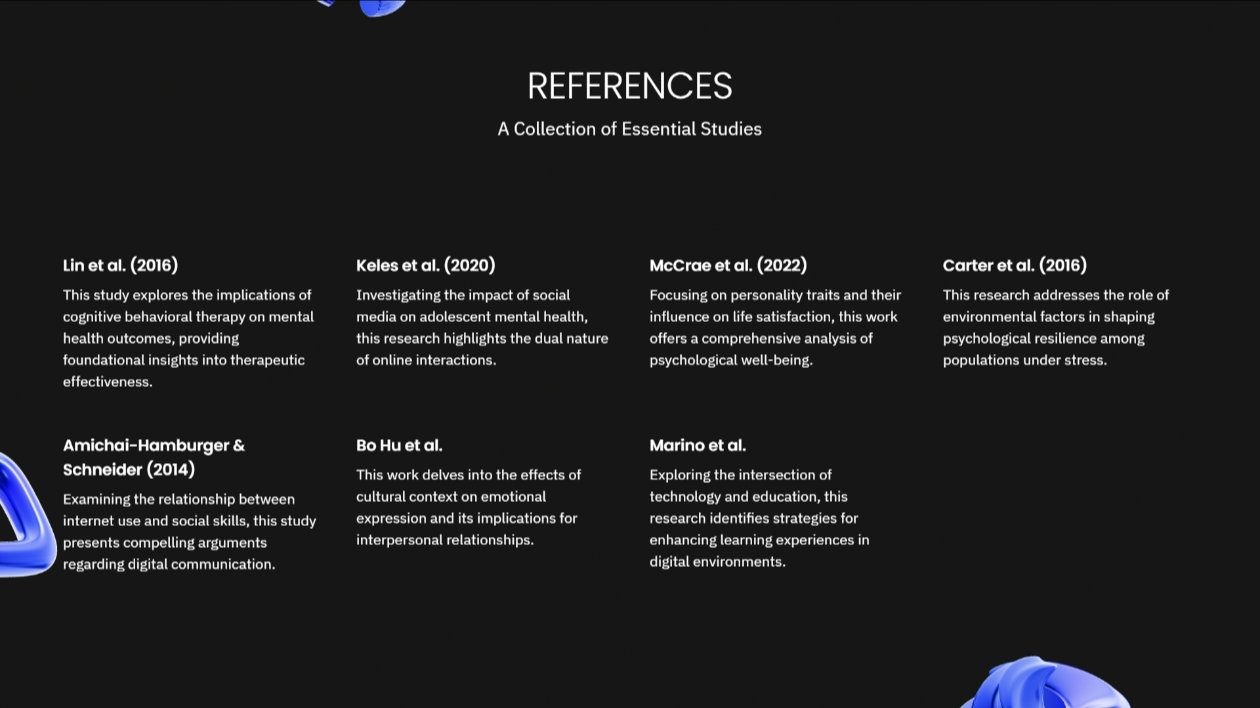 REFERENCES
A Collection of Essential Studies
Lin et al. (2016)
This study explores the implications of
cognitive behavioral therapy on mental
health outcomes, providing
foundational insights into therapeutic
effectiveness.
Keles et al. (2020)
Investigating the impact of social
media on adolescent mental health,
this research highlights the dual nature
of online interactions.
McCrae et al. (2022)
Focusing on personality traits and their
influence on life satisfaction, this work
offers a comprehensive analysis of
psychological well-being.
Carter et al. (2016)
This research addresses the role of
environmental factors in shaping
psychological resilience among
populations under stress.
Amichai-Hamburger &
Schneider (2014)
Examining the relationship between
internet use and social skills, this study
presents compelling arguments
regarding digital communication.
Bo Hu et al.
This work delves into the effects of
cultural context on emotional
expression and its implications for
interpersonal relationships.
Marino et al.
Exploring the intersection of
technology and education, this
research identifies strategies for
enhancing learning experiences in
digital environments.